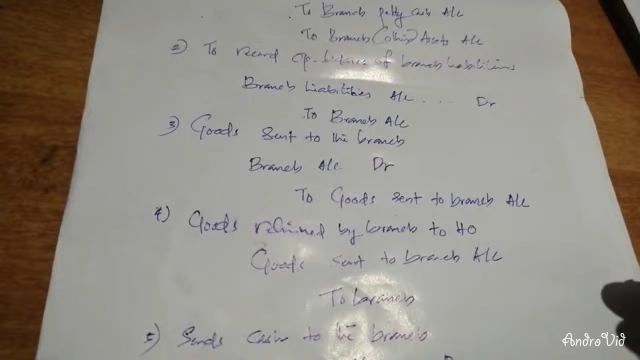 To Branch petty cash A/c
To Branch (other) Assets A/c
2) To record op. balance of branch liabilities
Branch liabilities A/c ... Dr
To Branch A/c
3) Goods sent to the branch
Branch A/c Dr
To Goods sent to branch A/c
4) Goods returned by branch to HO
Goods sent to branch A/c
To branch
5) Sends cash to the branch
AndroVid